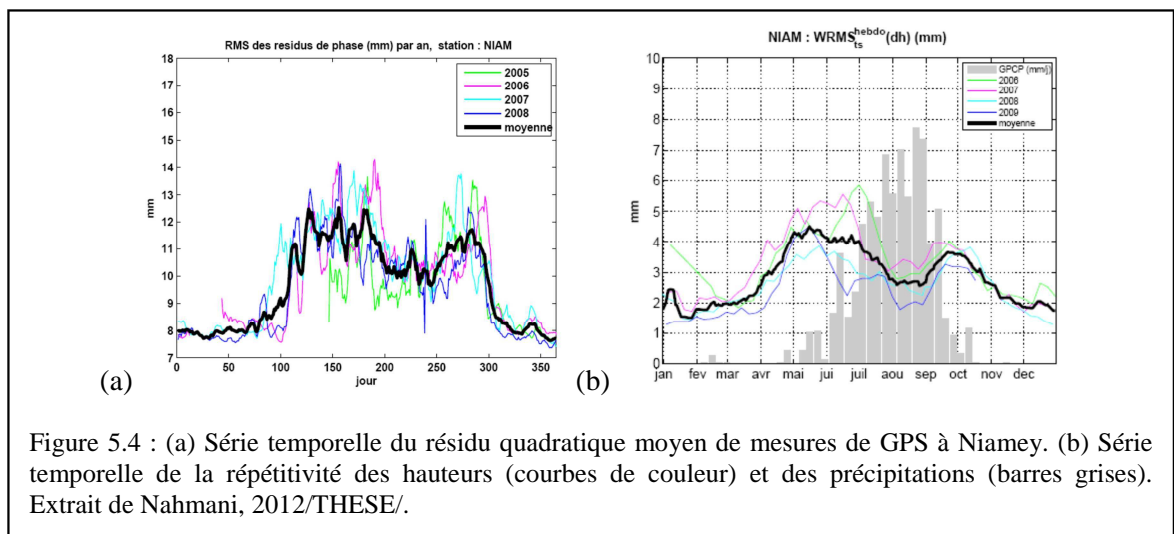 RMS des residus de phase (mm) par an, station : NIAM
18
17
16
15
14
13
12
11
10
9
8
7
mm
2005
2006
2007
2008
moyenne
0 50 100 150 200 250 300 350
jour
(a)
NIAM : WRMS_ts^hebdo(dh) (mm)
10
9
8
7
6
5
4
3
2
1
0
mm
GPCP (mm/j)
2006
2007
2008
2009
moyenne
jan fev mar avr mai jui juil aou sep oct nov dec
(b)
Figure 5.4 : (a) Série temporelle du résidu quadratique moyen de mesures de GPS à Niamey. (b) Série
temporelle de la répétitivité des hauteurs (courbes de couleur) et des précipitations (barres grises).
Extrait de Nahmani, 2012/THESE/.